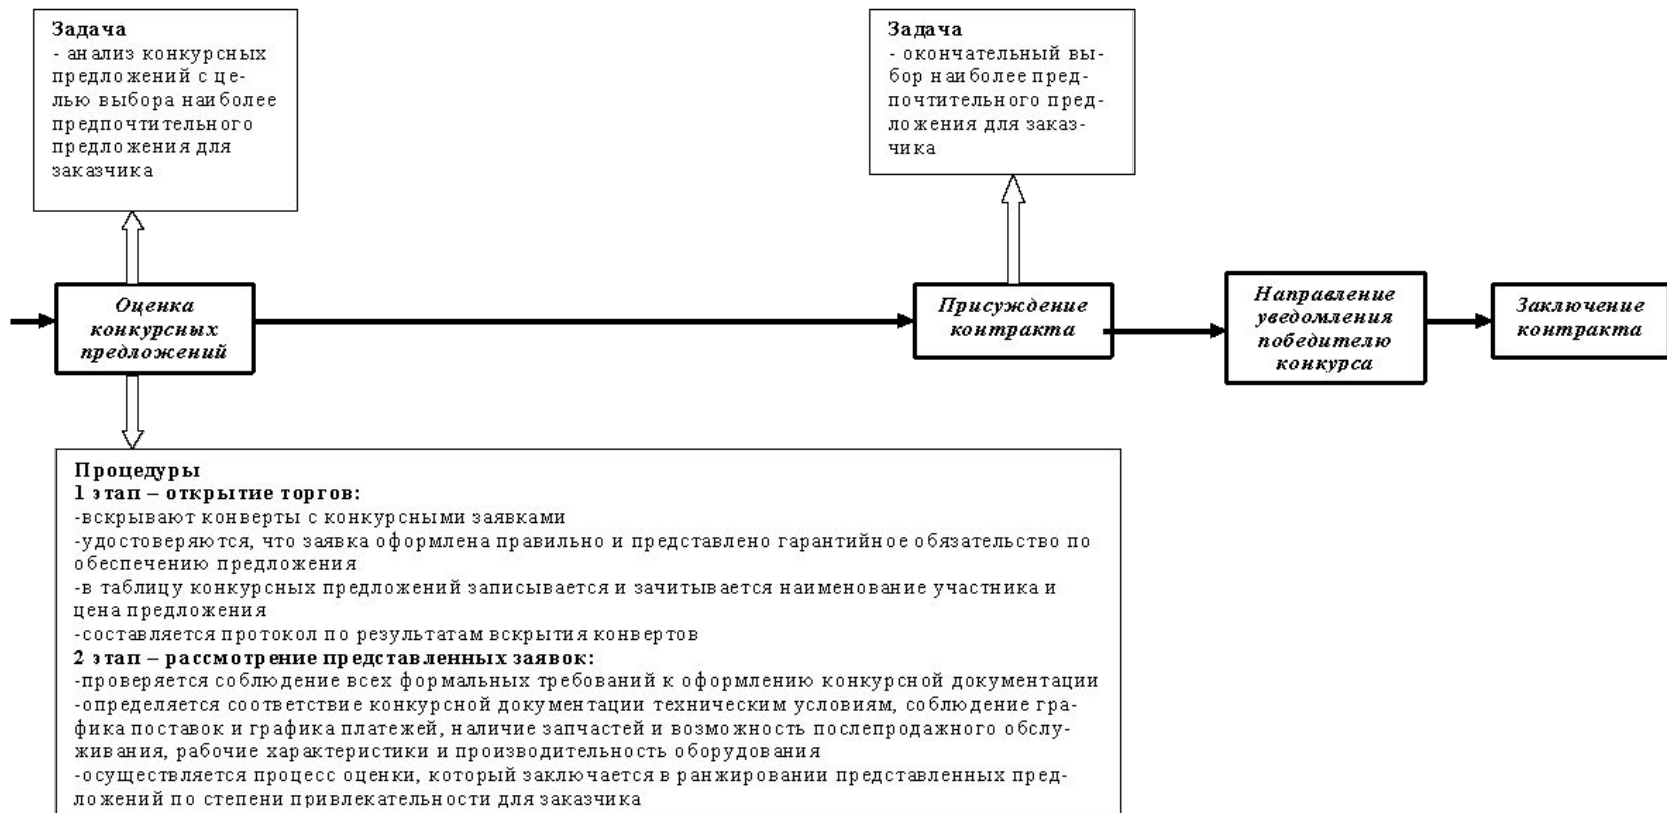 Задача
- анализ конкурсных
предложений с це-
лью выбора наиболее
предпочтительного
предложения для
заказчика
Задача
- окончательный вы-
бор наиболее пред-
почтительного пред-
ложения для заказ-
чика
Оценка
конкурсных
предложений
Присуждение
контракта
Направление
уведомления
победителю
конкурса
Заключение
контракта
Процедуры
1 этап – открытие торгов:
-вскрывают конверты с конкурсными заявками
-удостоверяются, что заявка оформлена правильно и представлено гарантийное обязательство по
обеспечению предложения
-в таблицу конкурсных предложений записывается и зачитывается наименование участника и
цена предложения
-составляется протокол по результатам вскрытия конвертов
2 этап – рассмотрение представленных заявок:
-проверяется соблюдение всех формальных требований к оформлению конкурсной документации
-определяется соответствие конкурсной документации техническим условиям, соблюдение гра-
фика поставок и графика платежей, наличие запчастей и возможность послепродажного обслу-
живания, рабочие характеристики и производительность оборудования
-осуществляется процесс оценки, который заключается в ранжировании представленных пред-
ложений по степени привлекательности для заказчика